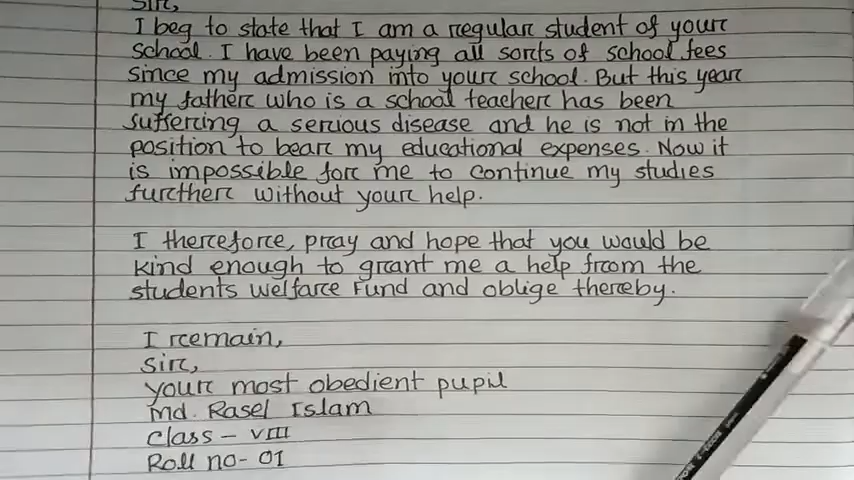 Sir,
I beg to state that I am a regular student of your
school. I have been paying all sorts of school fees
since my admission into your school. But this year
my father who is a school teacher has been
suffering a serious disease and he is not in the
position to bear my educational expenses. Now it
is impossible for me to continue my studies
further without your help.
I therefore, pray and hope that you would be
kind enough to grant me a help from the
students welfare Fund and oblige thereby.
I remain,
Sir,
your most obedient pupil
Md. Rasel Islam
Class - VIII
Roll no - 01